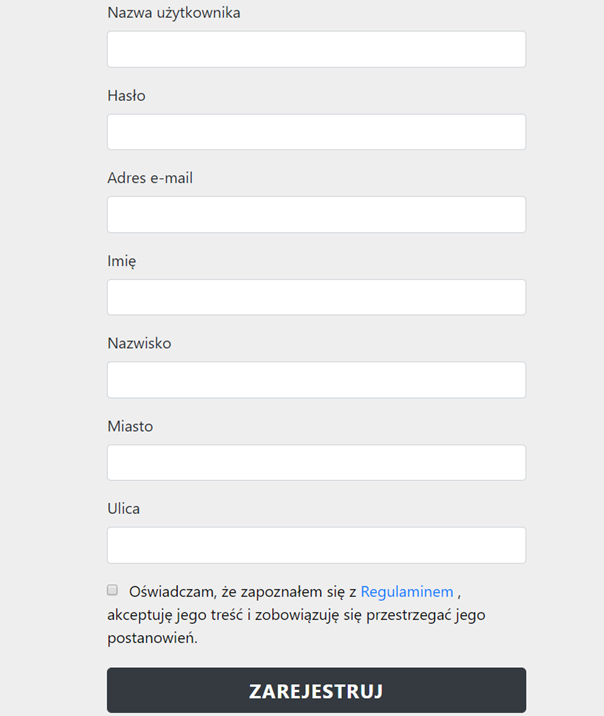 Nazwa użytkownika
Hasło
Adres e-mail
Imię
Nazwisko
Miasto
Ulica
Oświadczam, że zapoznałem się z Regulaminem ,
akceptuję jego treść i zobowiązuję się przestrzegać jego
postanowień.
ZAREJESTRUJ